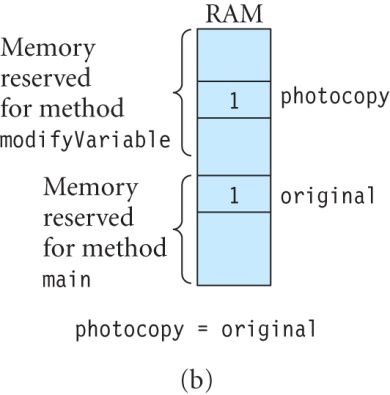 RAM
Memory
reserved
for method
modifyVariable
1
photocopy
Memory
reserved
for method
main
1
original
photocopy = original
(b)